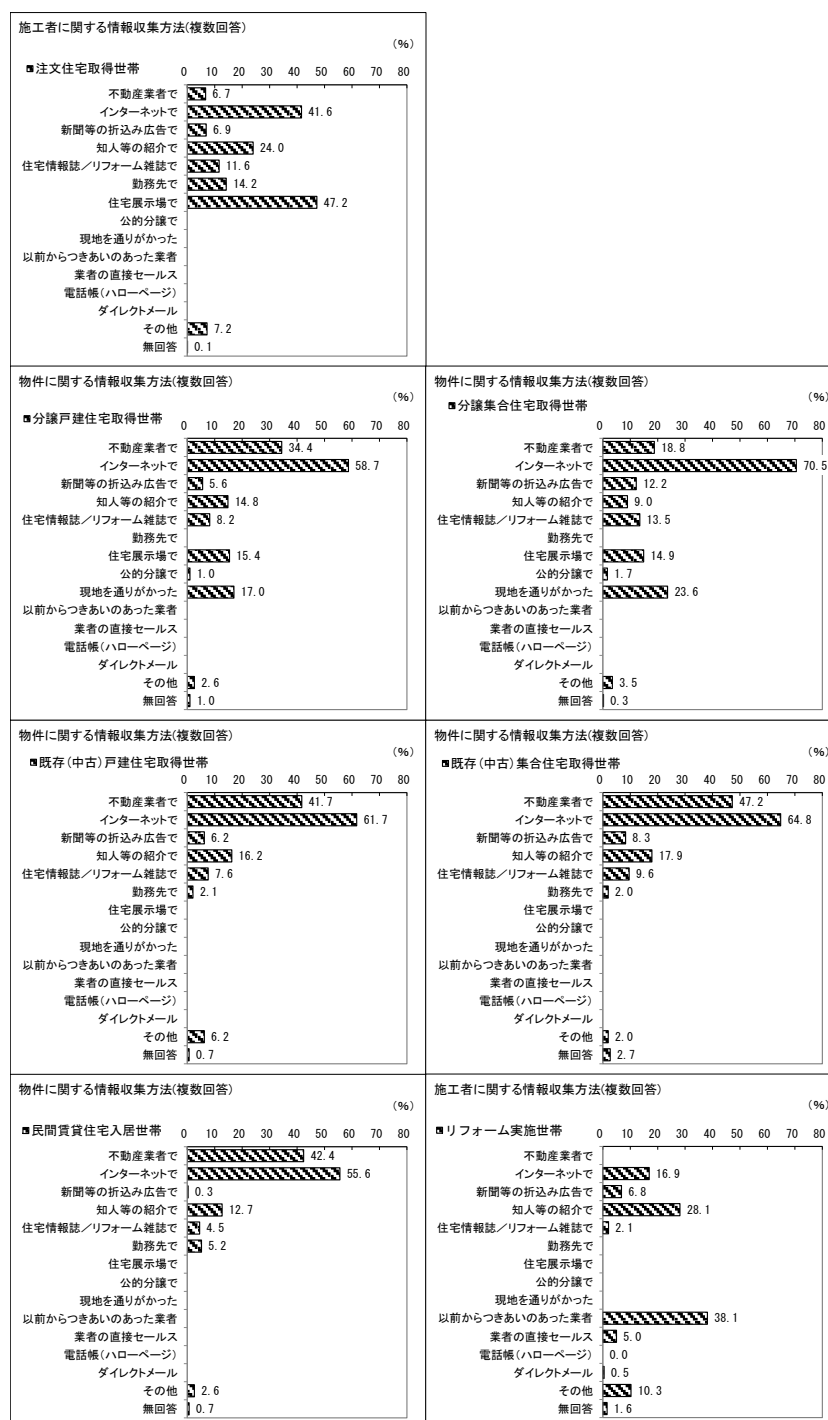 施工者に関する情報収集方法(複数回答)
(%)
注文住宅取得世帯
0 10 20 30 40 50 60 70 80
不動産業者で 6.7
インターネットで 41.6
新聞等の折込み広告で 6.9
知人等の紹介で 24.0
住宅情報誌／リフォーム雑誌で 11.6
勤務先で 14.2
住宅展示場で 47.2
公的分譲で
現地を通りがかった
以前からつきあいのあった業者
業者の直接セールス
電話帳(ハローページ)
ダイレクトメール
その他 7.2
無回答 0.1
物件に関する情報収集方法(複数回答)
(%)
分譲戸建住宅取得世帯
0 10 20 30 40 50 60 70 80
不動産業者で 34.4
インターネットで 58.7
新聞等の折込み広告で 5.6
知人等の紹介で 14.8
住宅情報誌／リフォーム雑誌で 8.2
勤務先で
住宅展示場で 15.4
公的分譲で 1.0
現地を通りがかった 17.0
以前からつきあいのあった業者
業者の直接セールス
電話帳(ハローページ)
ダイレクトメール
その他 2.6
無回答 1.0
物件に関する情報収集方法(複数回答)
(%)
分譲集合住宅取得世帯
0 10 20 30 40 50 60 70 80
不動産業者で 18.8
インターネットで 70.5
新聞等の折込み広告で 12.2
知人等の紹介で 9.0
住宅情報誌／リフォーム雑誌で 13.5
勤務先で
住宅展示場で 14.9
公的分譲で 1.7
現地を通りがかった 23.6
以前からつきあいのあった業者
業者の直接セールス
電話帳(ハローページ)
ダイレクトメール
その他 3.5
無回答 0.3
物件に関する情報収集方法(複数回答)
(%)
既存(中古)戸建住宅取得世帯
0 10 20 30 40 50 60 70 80
不動産業者で 41.7
インターネットで 61.7
新聞等の折込み広告で 6.2
知人等の紹介で 16.2
住宅情報誌／リフォーム雑誌で 7.6
勤務先で 2.1
住宅展示場で
公的分譲で
現地を通りがかった
以前からつきあいのあった業者
業者の直接セールス
電話帳(ハローページ)
ダイレクトメール
その他 6.2
無回答 0.7
物件に関する情報収集方法(複数回答)
(%)
既存(中古)集合住宅取得世帯
0 10 20 30 40 50 60 70 80
不動産業者で 47.2
インターネットで 64.8
新聞等の折込み広告で 8.3
知人等の紹介で 17.9
住宅情報誌／リフォーム雑誌で 9.6
勤務先で 2.0
住宅展示場で
公的分譲で
現地を通りがかった
以前からつきあいのあった業者
業者の直接セールス
電話帳(ハローページ)
ダイレクトメール
その他 2.0
無回答 2.7
物件に関する情報収集方法(複数回答)
(%)
民間賃貸住宅入居世帯
0 10 20 30 40 50 60 70 80
不動産業者で 42.4
インターネットで 55.6
新聞等の折込み広告で 0.3
知人等の紹介で 12.7
住宅情報誌／リフォーム雑誌で 4.5
勤務先で 5.2
住宅展示場で
公的分譲で
現地を通りがかった
以前からつきあいのあった業者
業者の直接セールス
電話帳(ハローページ)
ダイレクトメール
その他 2.6
無回答 0.7
施工者に関する情報収集方法(複数回答)
(%)
リフォーム実施世帯
0 10 20 30 40 50 60 70 80
不動産業者で
インターネットで 16.9
新聞等の折込み広告で 6.8
知人等の紹介で 28.1
住宅情報誌／リフォーム雑誌で 2.1
勤務先で
住宅展示場で
公的分譲で
現地を通りがかった
以前からつきあいのあった業者 38.1
業者の直接セールス 5.0
電話帳(ハローページ) 0.0
ダイレクトメール 0.5
その他 10.3
無回答 1.6